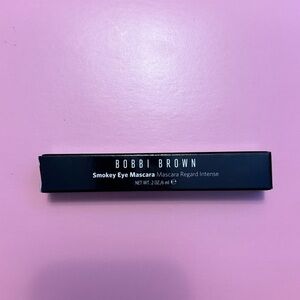 BOBBI BROWN
Smokey Eye Mascara Mascara Regard Intense
NET WT. .2 OZ./6 ml ℮